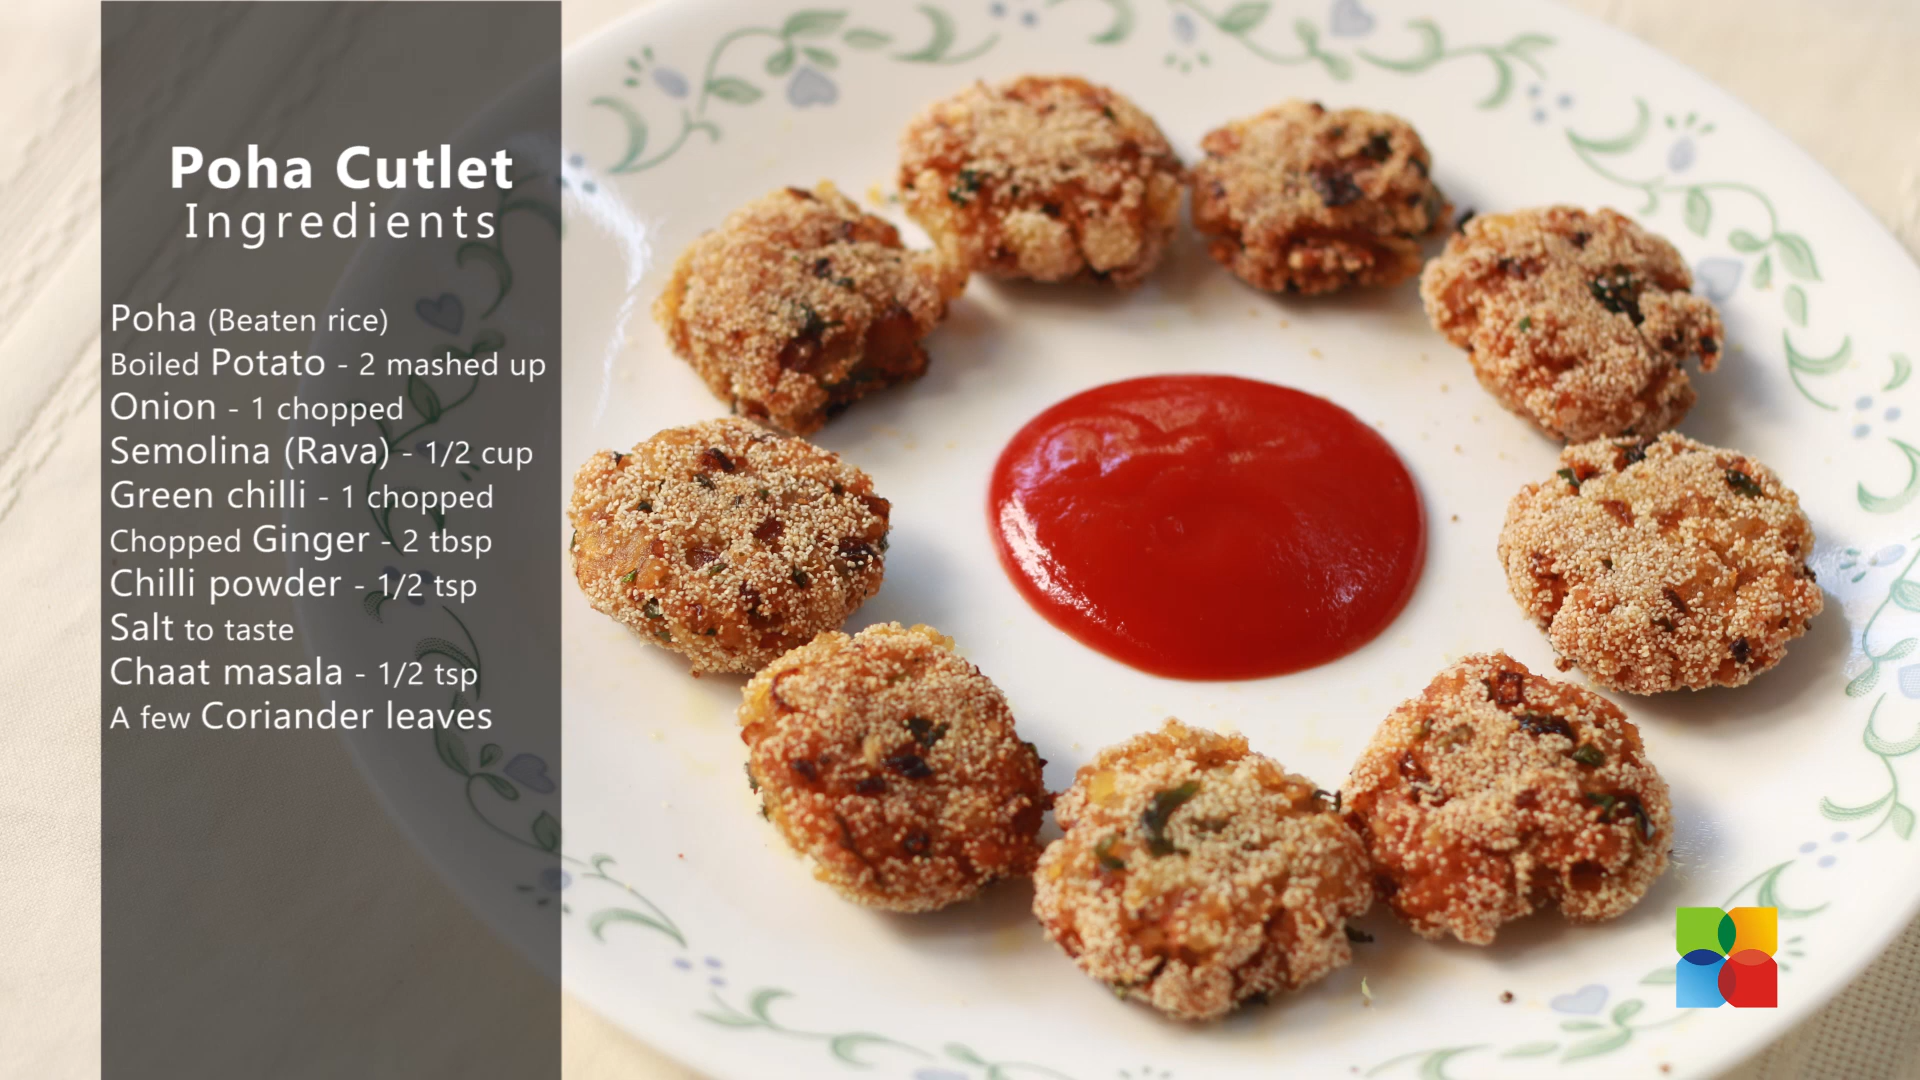 Poha Cutlet
Ingredients
Poha (Beaten rice)
Boiled Potato - 2 mashed up
Onion - 1 chopped
Semolina (Rava) - 1/2 cup
Green chilli - 1 chopped
Chopped Ginger - 2 tbsp
Chilli powder - 1/2 tsp
Salt to taste
Chaat masala - 1/2 tsp
A few Coriander leaves